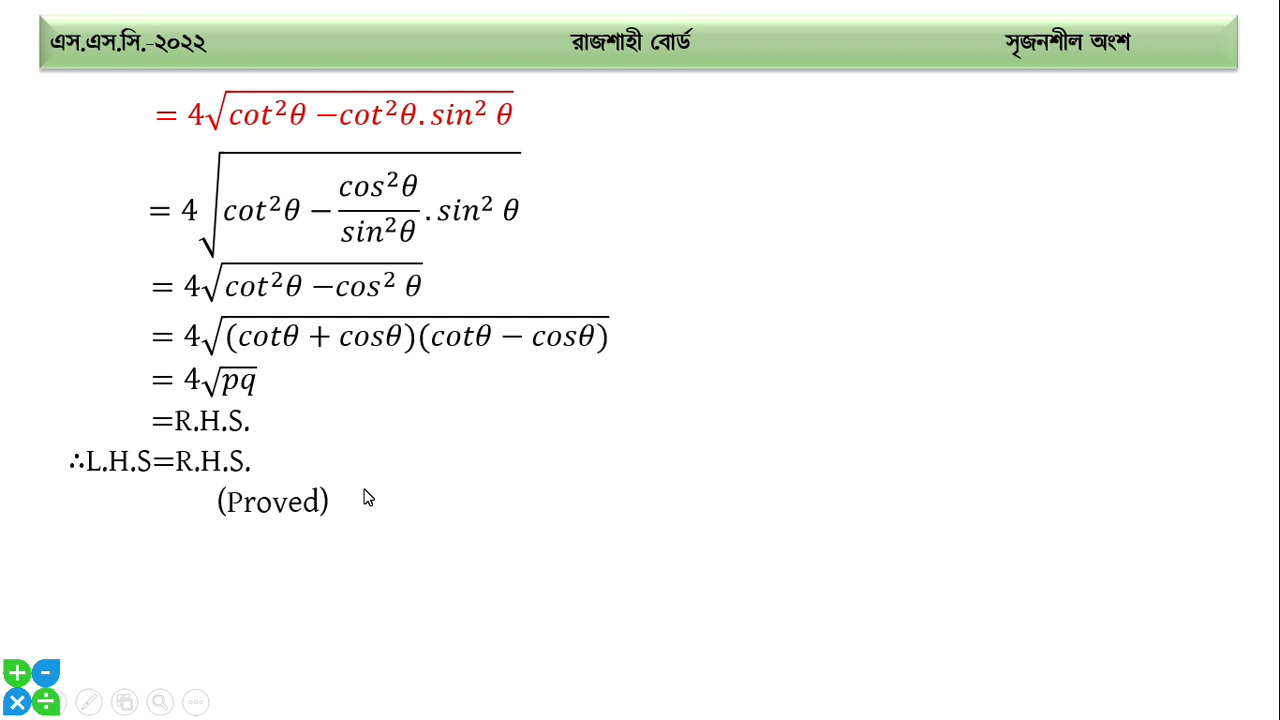 এস.এস.সি.-২০২২ রাজশাহী বোর্ড সৃজনশীল অংশ
= 4√(cot²θ −cot²θ. sin² θ)
= 4√(cot²θ − cos²θ/sin²θ . sin² θ)
= 4√(cot²θ −cos² θ)
= 4√((cotθ + cosθ)(cotθ − cosθ))
= 4√(pq)
=R.H.S.
∴L.H.S=R.H.S.
(Proved)